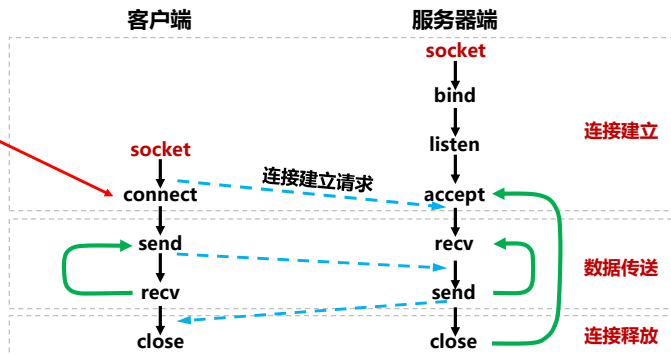 客户端 服务器端
socket
bind
listen
连接建立
socket
连接建立请求
connect accept
send recv
数据传送
recv send
close close
连接释放